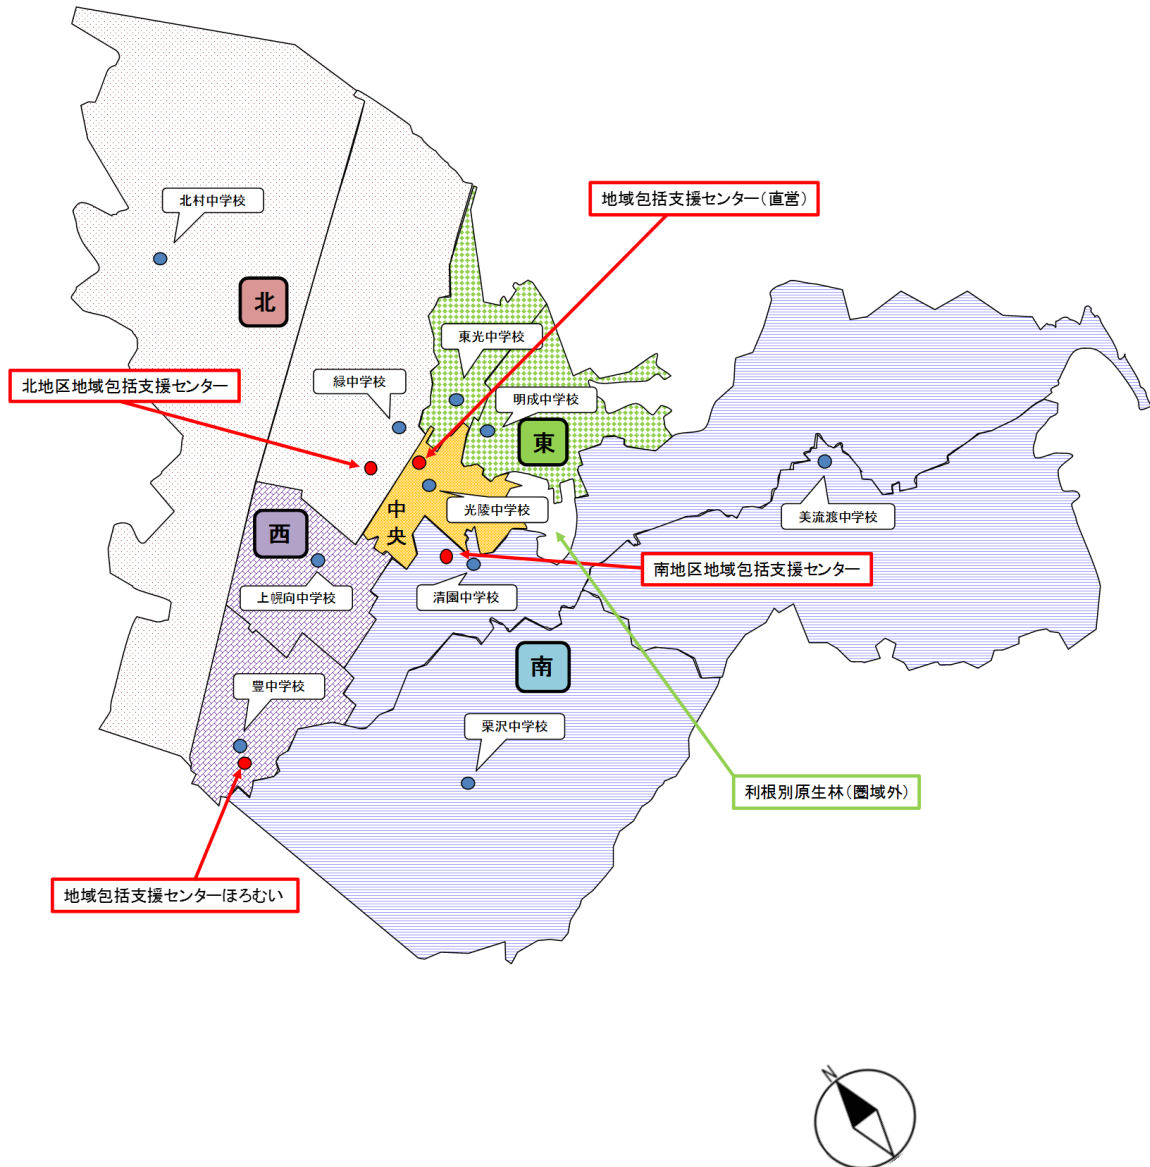 北村中学校
地域包括支援センター（直営）
北
東光中学校
北地区地域包括支援センター
緑中学校
明成中学校
東
中央
光陵中学校
美流渡中学校
西
南地区地域包括支援センター
上幌向中学校
清園中学校
南
豊中学校
栗沢中学校
利根別原生林（圏域外）
地域包括支援センターほろむい
N